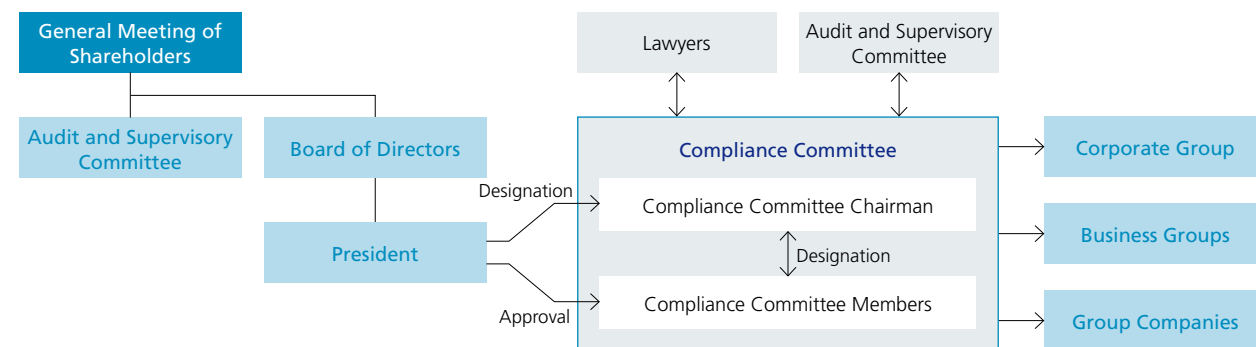 General Meeting of
Shareholders
Lawyers
Audit and Supervisory
Committee
Audit and Supervisory
Committee
Board of Directors
Compliance Committee
Corporate Group
Designation
Compliance Committee Chairman
President
Designation
Business Groups
Approval
Compliance Committee Members
Group Companies